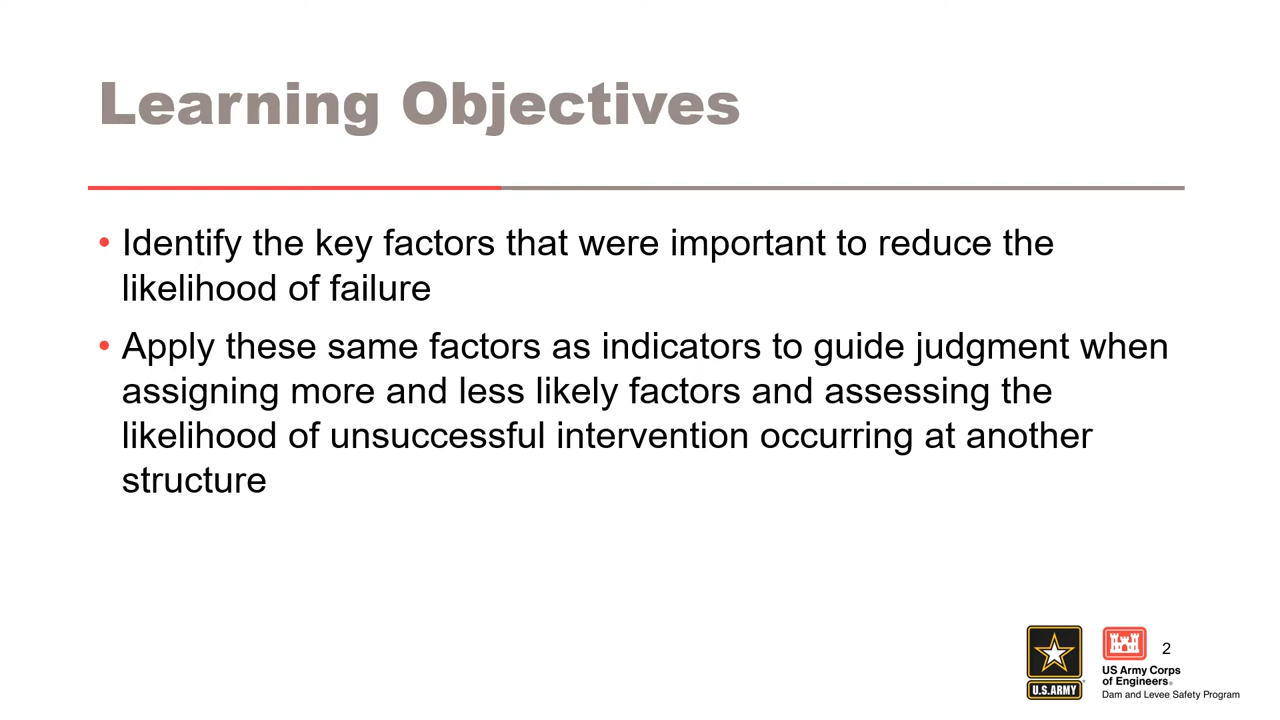 Learning Objectives
• Identify the key factors that were important to reduce the
likelihood of failure
• Apply these same factors as indicators to guide judgment when
assigning more and less likely factors and assessing the
likelihood of unsuccessful intervention occurring at another
structure
U.S.ARMY
2
US Army Corps
of Engineers®
Dam and Levee Safety Program